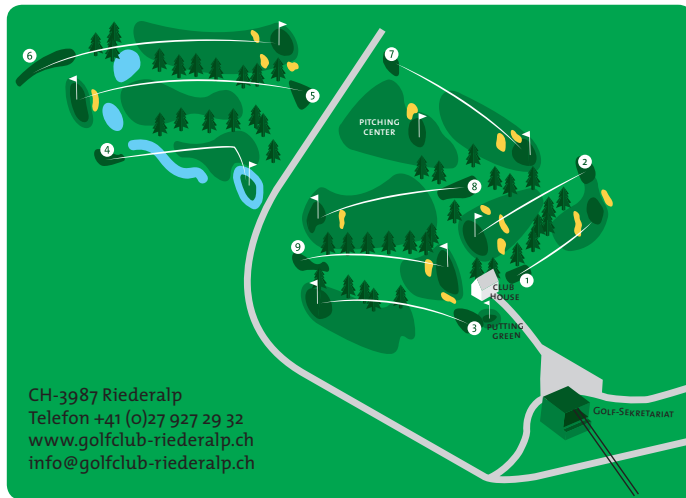 6
7
5
PITCHING
CENTER
4
2
8
9
1
CLUB
HOUSE
3
PUTTING
GREEN
GOLF-SEKRETARIAT
CH-3987 Riederalp
Telefon +41 (0)27 927 29 32
www.golfclub-riederalp.ch
info@golfclub-riederalp.ch